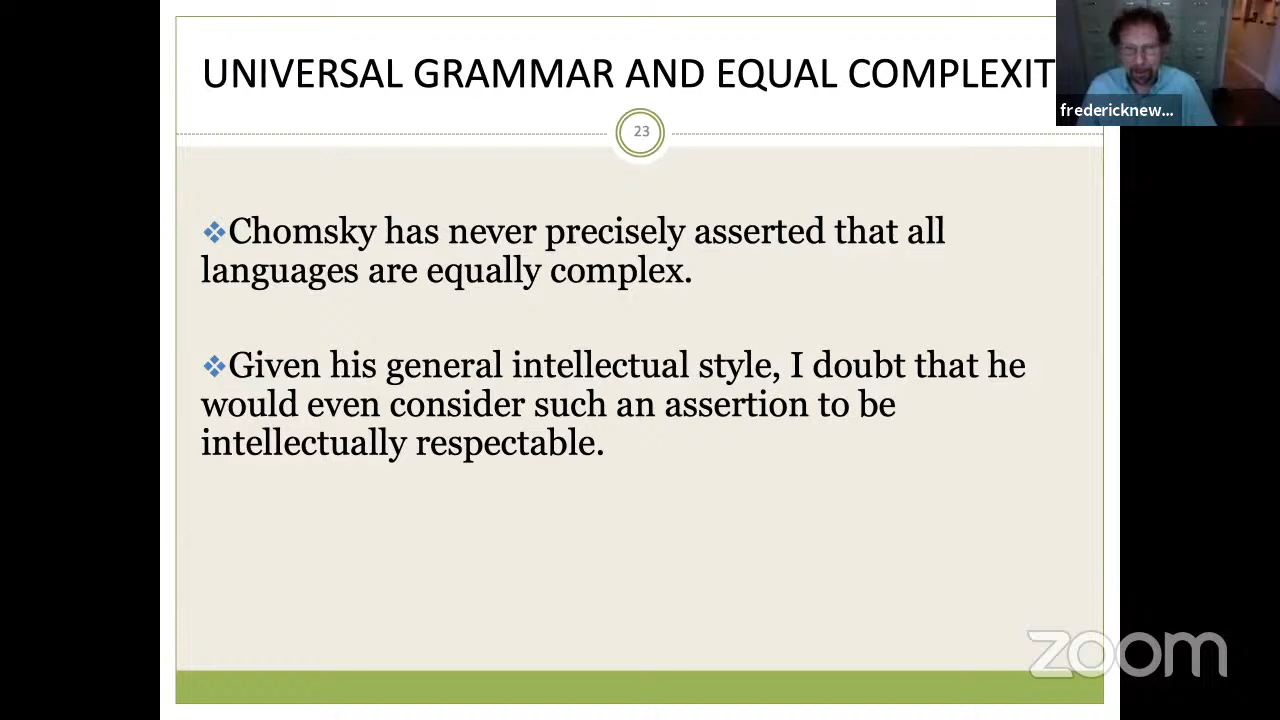 UNIVERSAL GRAMMAR AND EQUAL COMPLEXIT
fredericknew...
23
❖Chomsky has never precisely asserted that all
languages are equally complex.
❖Given his general intellectual style, I doubt that he
would even consider such an assertion to be
intellectually respectable.
zoom